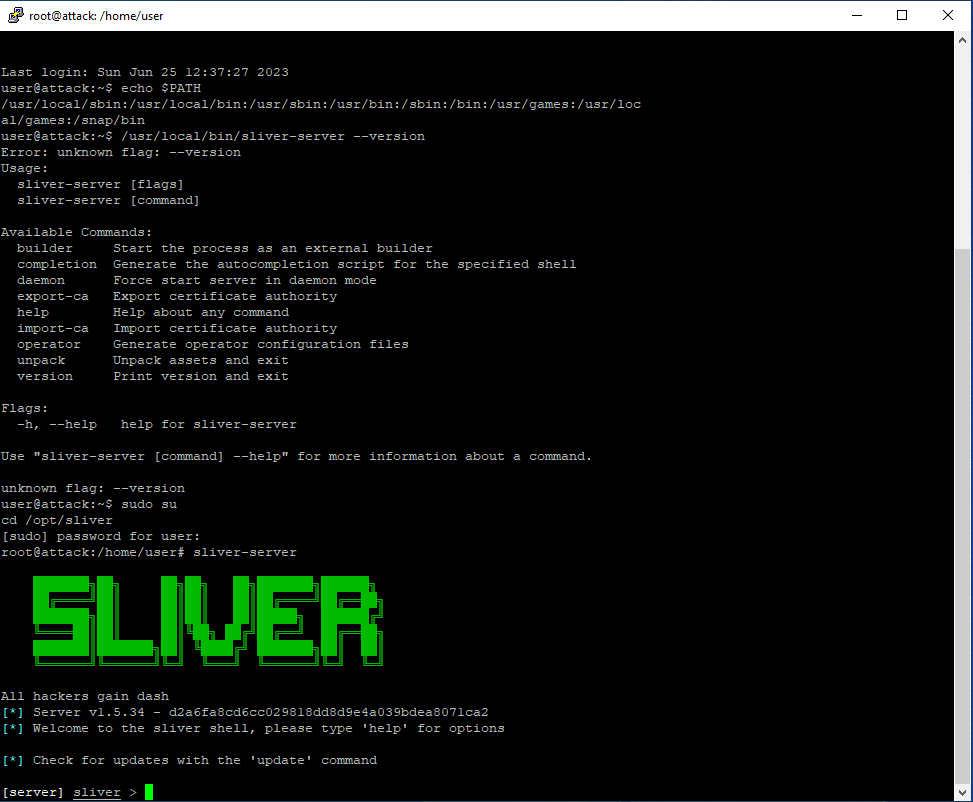 root@attack: /home/user
Last login: Sun Jun 25 12:37:27 2023
user@attack:~$ echo $PATH
/usr/local/sbin:/usr/local/bin:/usr/sbin:/usr/bin:/sbin:/bin:/usr/games:/usr/loc
al/games:/snap/bin
user@attack:~$ /usr/local/bin/sliver-server --version
Error: unknown flag: --version
Usage:
  sliver-server [flags]
  sliver-server [command]
Available Commands:
  builder     Start the process as an external builder
  completion  Generate the autocompletion script for the specified shell
  daemon      Force start server in daemon mode
  export-ca   Export certificate authority
  help        Help about any command
  import-ca   Import certificate authority
  operator    Generate operator configuration files
  unpack      Unpack assets and exit
  version     Print version and exit
Flags:
  -h, --help   help for sliver-server
Use "sliver-server [command] --help" for more information about a command.
unknown flag: --version
user@attack:~$ sudo su
cd /opt/sliver
[sudo] password for user:
root@attack:/home/user# sliver-server
SLIVER
All hackers gain dash
[*] Server v1.5.34 - d2a6fa8cd6cc029818dd8d9e4a039bdea8071ca2
[*] Welcome to the sliver shell, please type 'help' for options
[*] Check for updates with the 'update' command
[server] sliver >